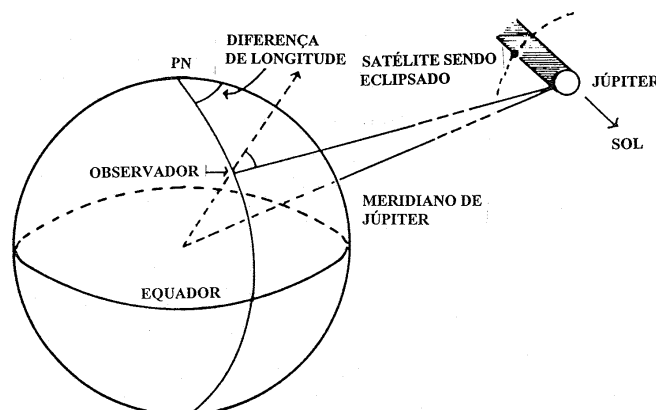 DIFERENÇA
DE LONGITUDE
PN
SATÉLITE SENDO
ECLIPSADO
JÚPITER
SOL
OBSERVADOR
MERIDIANO DE
JÚPITER
EQUADOR